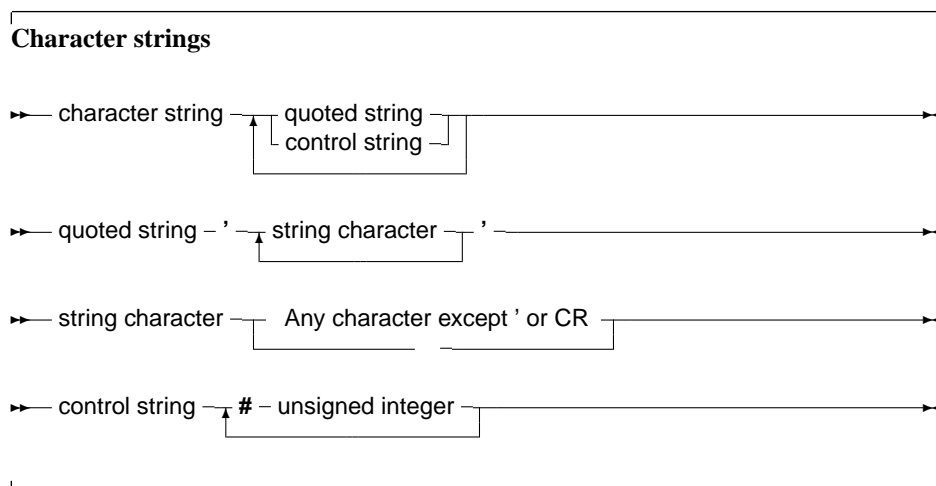 Character strings
character string quoted string
control string
quoted string ’ string character ’
string character Any character except ’ or CR
control string # unsigned integer